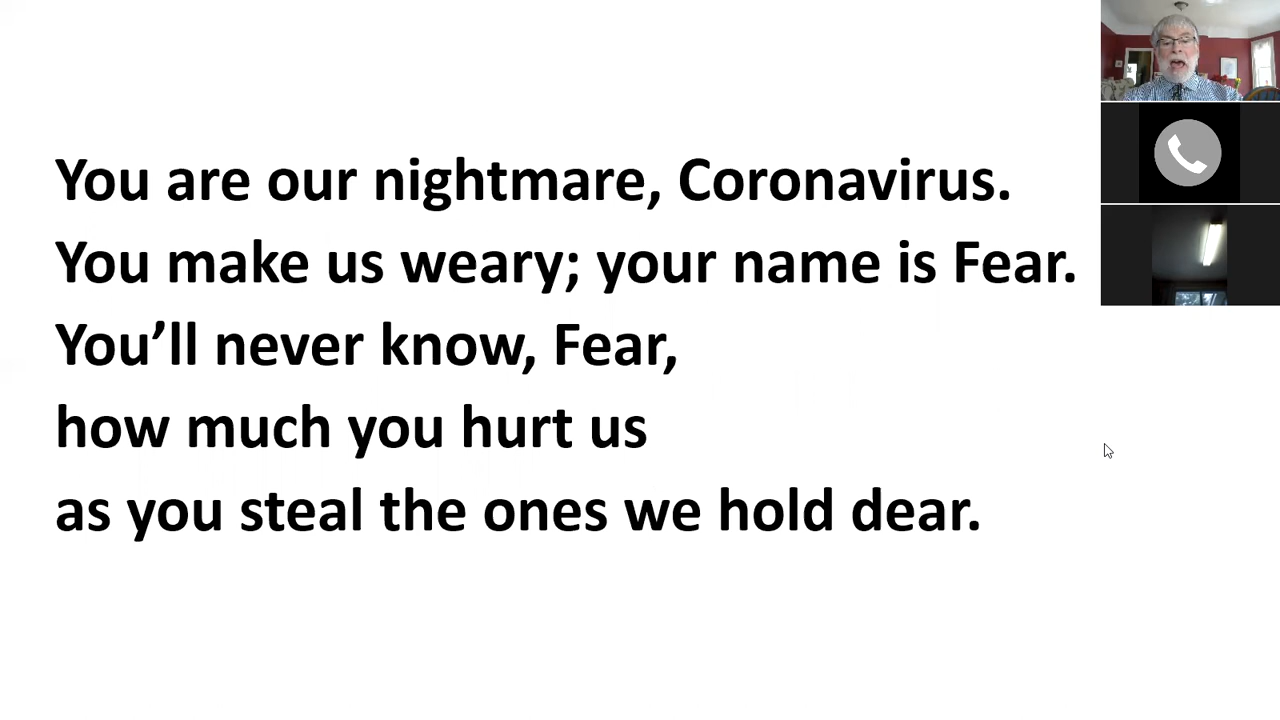 You are our nightmare, Coronavirus.
You make us weary; your name is Fear.
You’ll never know, Fear,
how much you hurt us
as you steal the ones we hold dear.